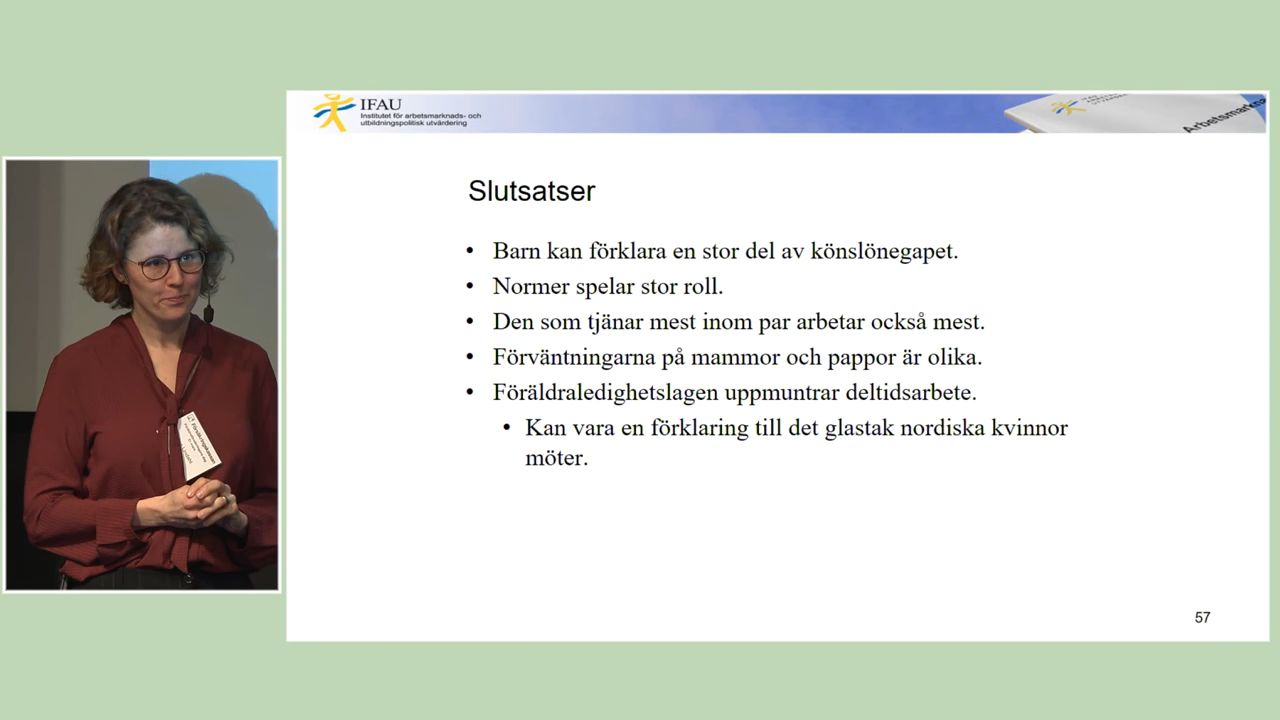 IFAU
Institutet för arbetsmarknads- och
utbildningspolitisk utvärdering
Arbetsmarkna
Slutsatser
• Barn kan förklara en stor del av könslönegapet.
• Normer spelar stor roll.
• Den som tjänar mest inom par arbetar också mest.
• Förväntningarna på mammor och pappor är olika.
• Föräldraledighetslagen uppmuntrar deltidsarbete.
• Kan vara en förklaring till det glastak nordiska kvinnor
möter.
57
Försäkringskassan